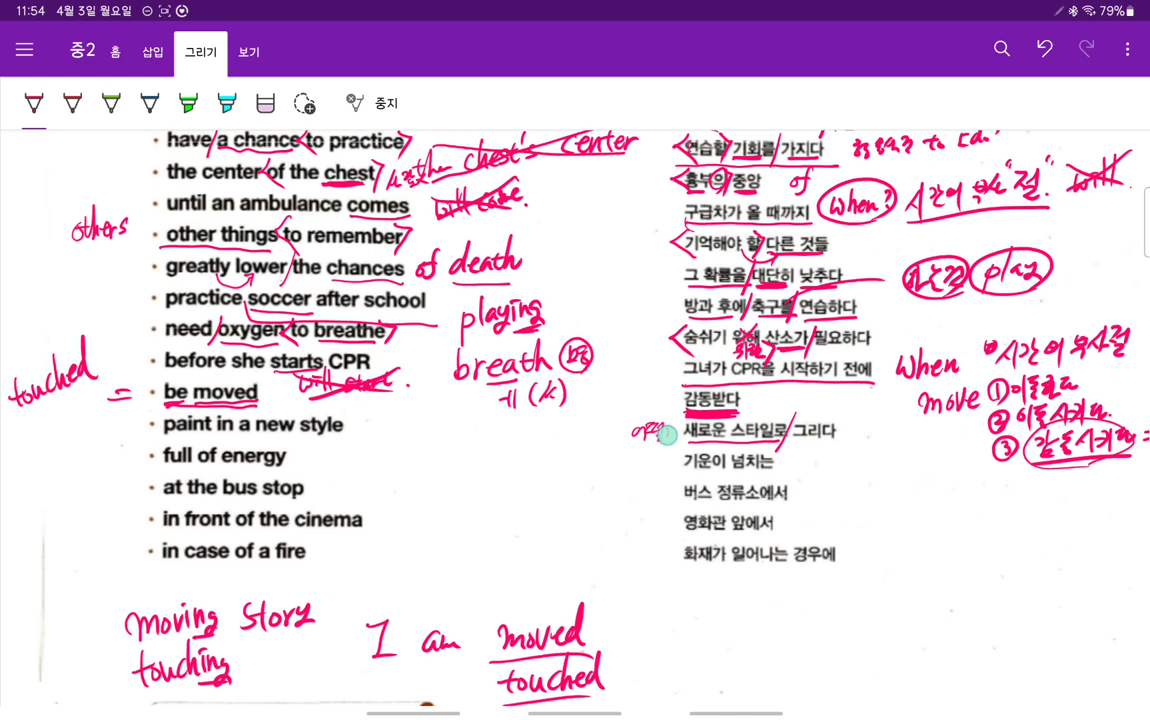 11:54 4월 3일 월요일 79%
중2 홈 삽입 그리기 보기
중지
have a chance to practice
the chest's center
the center of the chest
until an ambulance comes
will come.
others
other things to remember
greatly lower the chances of death
practice soccer after school
playing
need oxygen to breathe
breath
before she starts CPR
will start.
touched = be moved
paint in a new style
full of energy
at the bus stop
in front of the cinema
in case of a fire
moving story
touching
I am moved
touched
연습할 기회를 가지다
흉부의 중앙 of
구급차가 올 때까지 when? 시간의 부사"절" will
기억해야 할 다른 것들
그 확률을 대단히 낮추다
play
방과 후에 축구를 연습하다
숨쉬기 위해 산소가 필요하다
그녀가 CPR을 시작하기 전에 when 시간의 부사절
감동받다 move ① 이동하다
② 이동시키다.
③ 감동시키다 =
새로운 스타일로 그리다
기운이 넘치는
버스 정류소에서
영화관 앞에서
화재가 일어나는 경우에